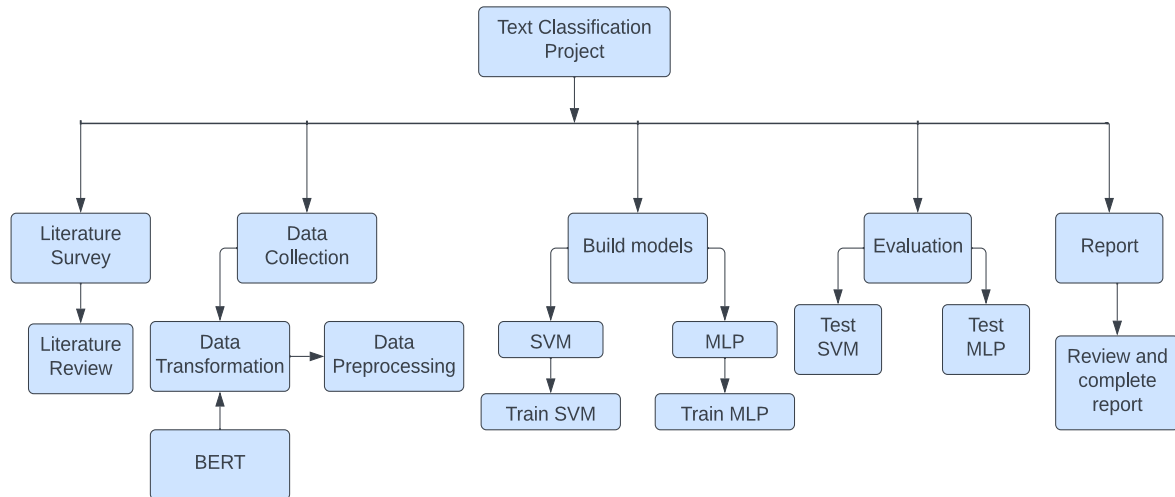 Text Classification
Project
Literature
Survey
Data
Collection
Build models
Evaluation
Report
Literature
Review
Data
Transformation
Data
Preprocessing
SVM
MLP
Test
SVM
Test
MLP
Review and
complete
report
Train SVM
Train MLP
BERT